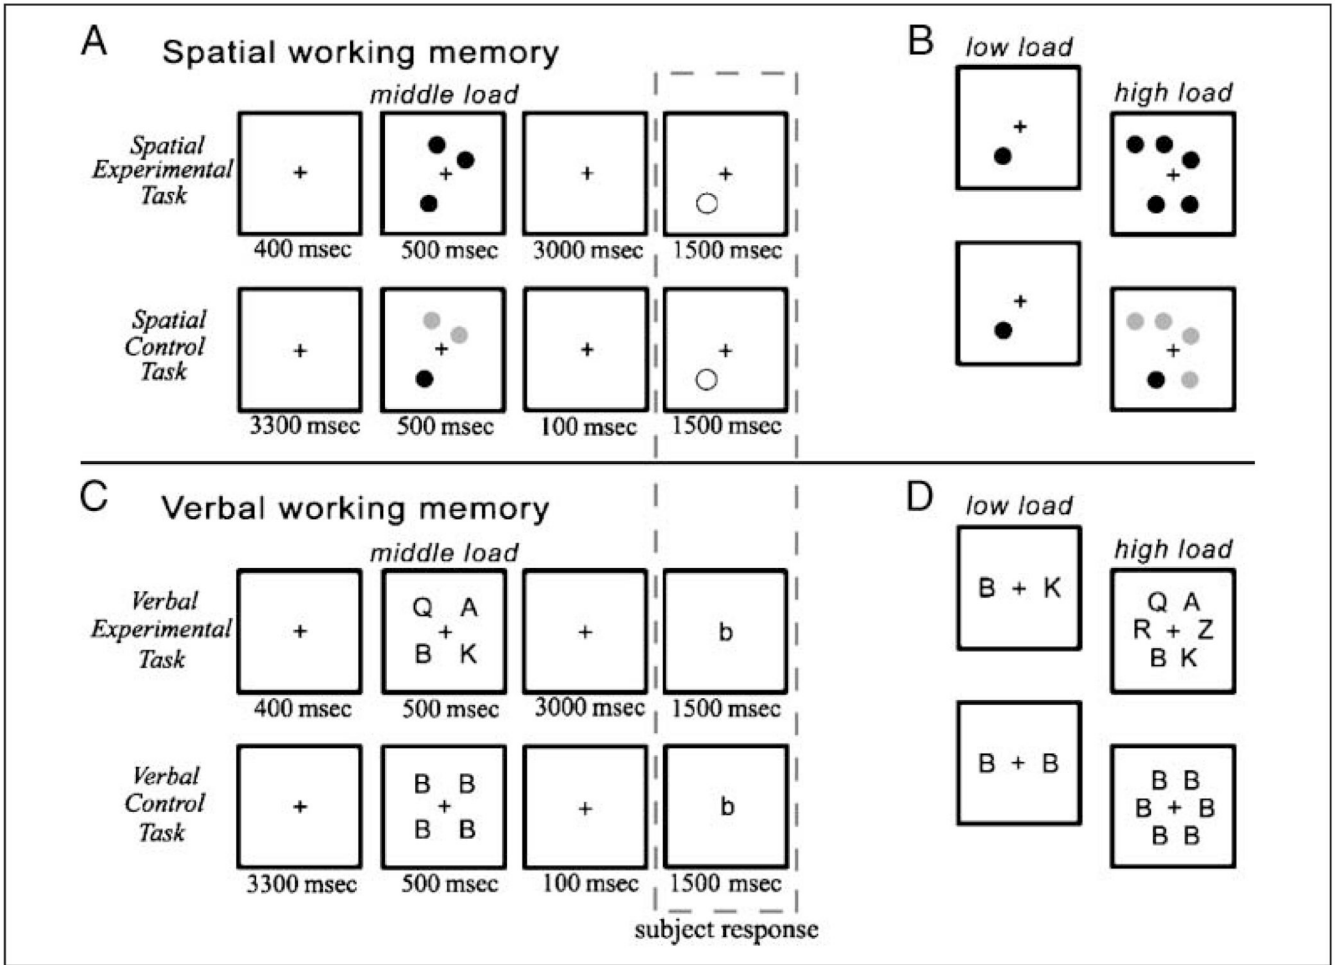 A
Spatial working memory
middle load
Spatial
Experimental
Task
+
+
+
+
400 msec
500 msec
3000 msec
1500 msec
Spatial
Control
Task
+
+
+
+
3300 msec
500 msec
100 msec
1500 msec
B
low load
high load
+
+
+
+
C
Verbal working memory
middle load
Verbal
Experimental
Task
+
Q A
+
B K
+
b
400 msec
500 msec
3000 msec
1500 msec
Verbal
Control
Task
+
B B
+
B B
+
b
3300 msec
500 msec
100 msec
1500 msec
subject response
D
low load
B + K
high load
Q A
R + Z
B K
B + B
B B
B + B
B B